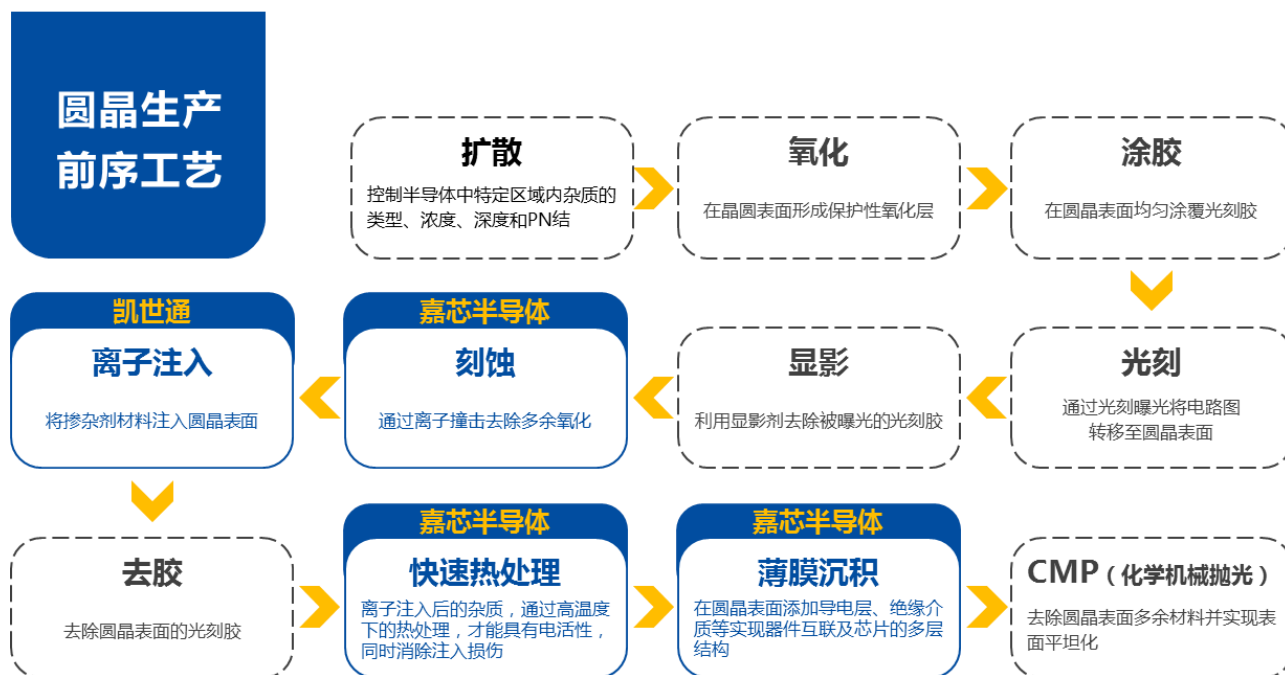 圆晶生产
前序工艺
扩散
控制半导体中特定区域内杂质的
类型、浓度、深度和PN结
氧化
在晶圆表面形成保护性氧化层
涂胶
在圆晶表面均匀涂覆光刻胶
光刻
通过光刻曝光将电路图
转移至圆晶表面
显影
利用显影剂去除被曝光的光刻胶
嘉芯半导体
刻蚀
通过离子撞击去除多余氧化
凯世通
离子注入
将掺杂剂材料注入圆晶表面
去胶
去除圆晶表面的光刻胶
嘉芯半导体
快速热处理
离子注入后的杂质，通过高温度
下的热处理，才能具有电活性，
同时消除注入损伤
嘉芯半导体
薄膜沉积
在圆晶表面添加导电层、绝缘介
质等实现器件互联及芯片的多层
结构
CMP（化学机械抛光）
去除圆晶表面多余材料并实现表
面平坦化